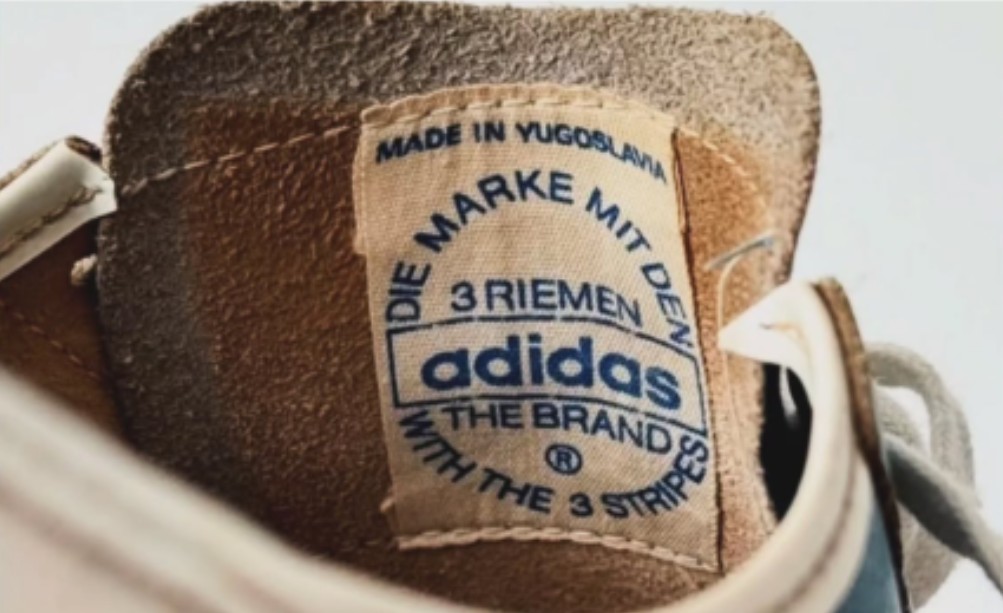 MADE IN YUGOSLAVIA
DIE MARKE MIT DEN
3 RIEMEN
adidas
THE BRAND
®
WITH THE 3 STRIPES